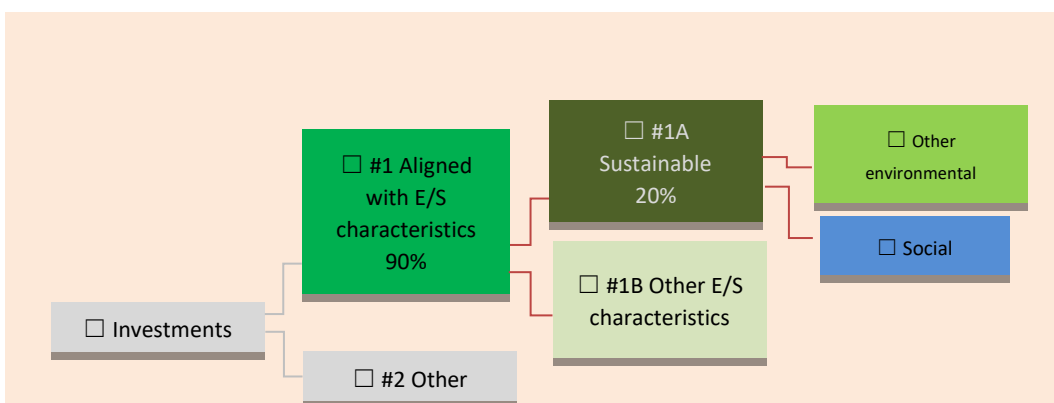 ☐ #1 Aligned
with E/S
characteristics
90%
☐ #1A
Sustainable
20%
☐ Other
environmental
☐ Social
☐ #1B Other E/S
characteristics
☐ Investments
☐ #2 Other